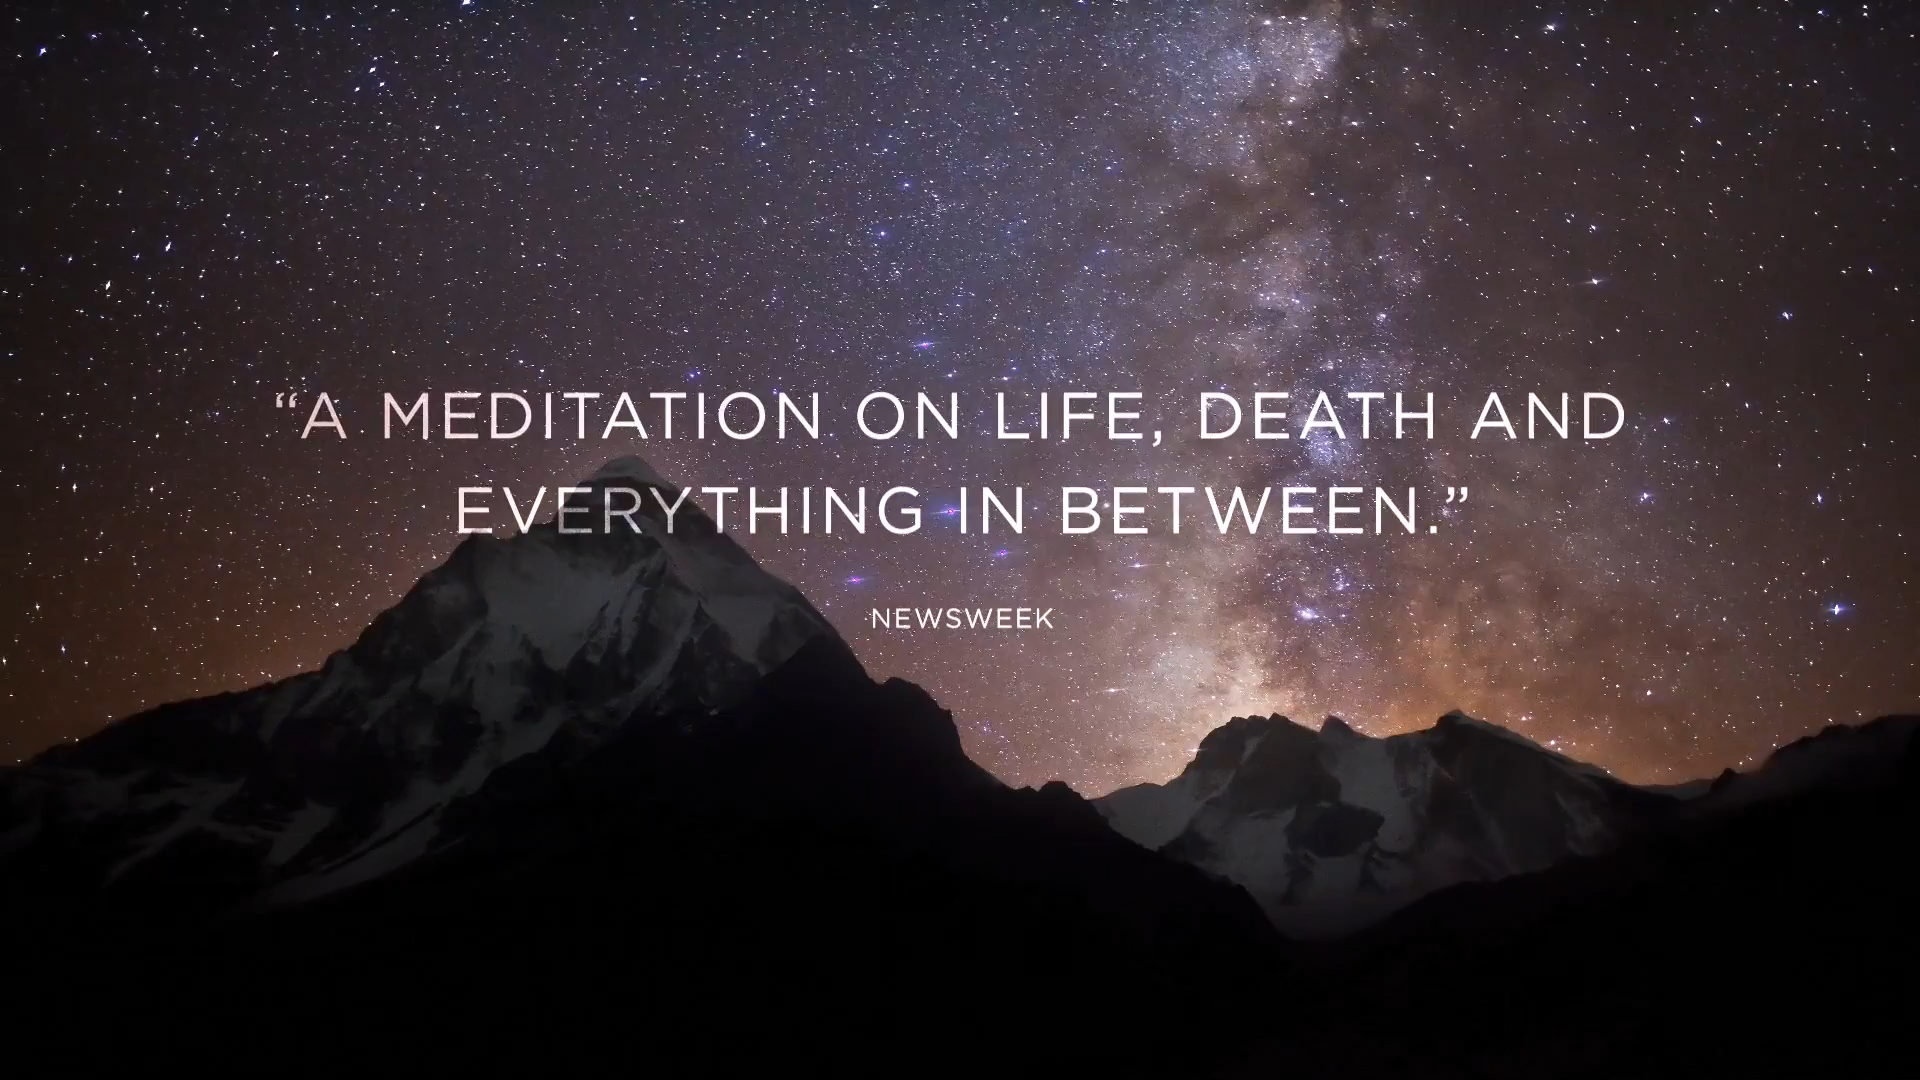 “A MEDITATION ON LIFE, DEATH AND
EVERYTHING IN BETWEEN.”
NEWSWEEK